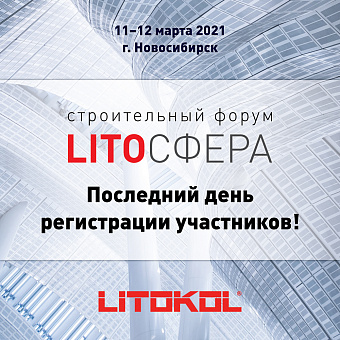 11–12 марта 2021
г. Новосибирск
строительный форум
LITOСФЕРА
Последний день
регистрации участников!
LITOKOL®